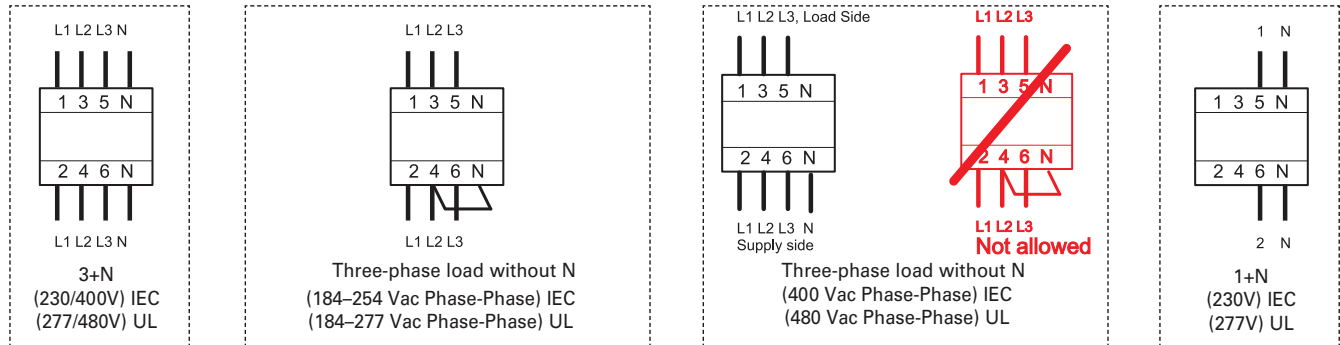 L1 L2 L3 N
1 3 5 N
2 4 6 N
L1 L2 L3 N
3+N
(230/400V) IEC
(277/480V) UL
L1 L2 L3
1 3 5 N
2 4 6 N
L1 L2 L3
Three-phase load without N
(184–254 Vac Phase-Phase) IEC
(184–277 Vac Phase-Phase) UL
L1 L2 L3, Load Side
1 3 5 N
2 4 6 N
L1 L2 L3 N
Supply side
L1 L2 L3
1 3 5 N
2 4 6 N
L1 L2 L3
Not allowed
Three-phase load without N
(400 Vac Phase-Phase) IEC
(480 Vac Phase-Phase) UL
1 N
1 3 5 N
2 4 6 N
2 N
1+N
(230V) IEC
(277V) UL